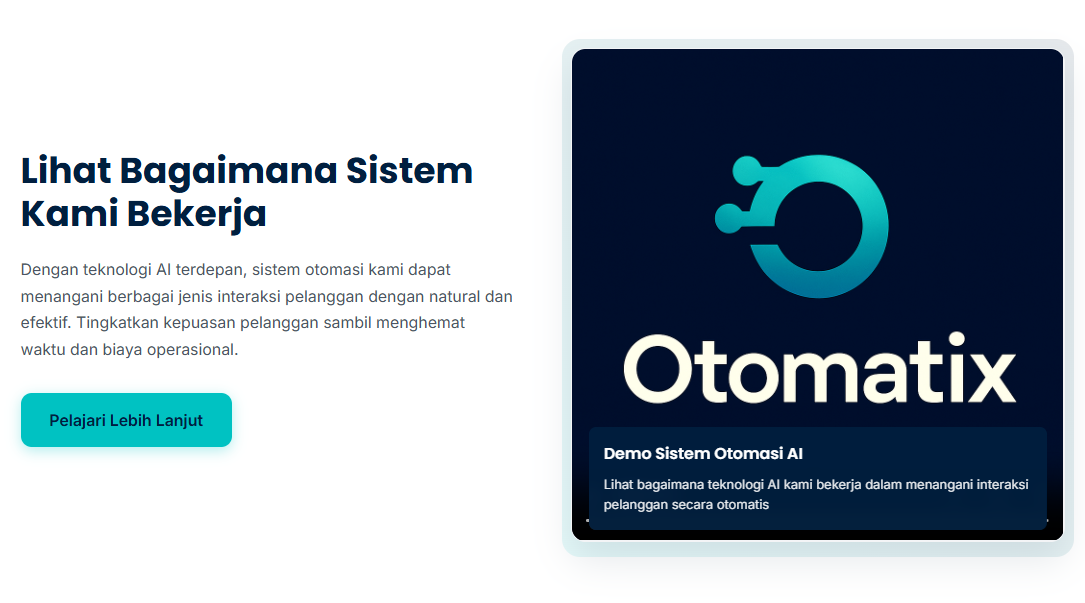 Lihat Bagaimana Sistem
Kami Bekerja
Dengan teknologi AI terdepan, sistem otomasi kami dapat
menangani berbagai jenis interaksi pelanggan dengan natural dan
efektif. Tingkatkan kepuasan pelanggan sambil menghemat
waktu dan biaya operasional.
Pelajari Lebih Lanjut
Otomatix
Demo Sistem Otomasi AI
Lihat bagaimana teknologi AI kami bekerja dalam menangani interaksi
pelanggan secara otomatis